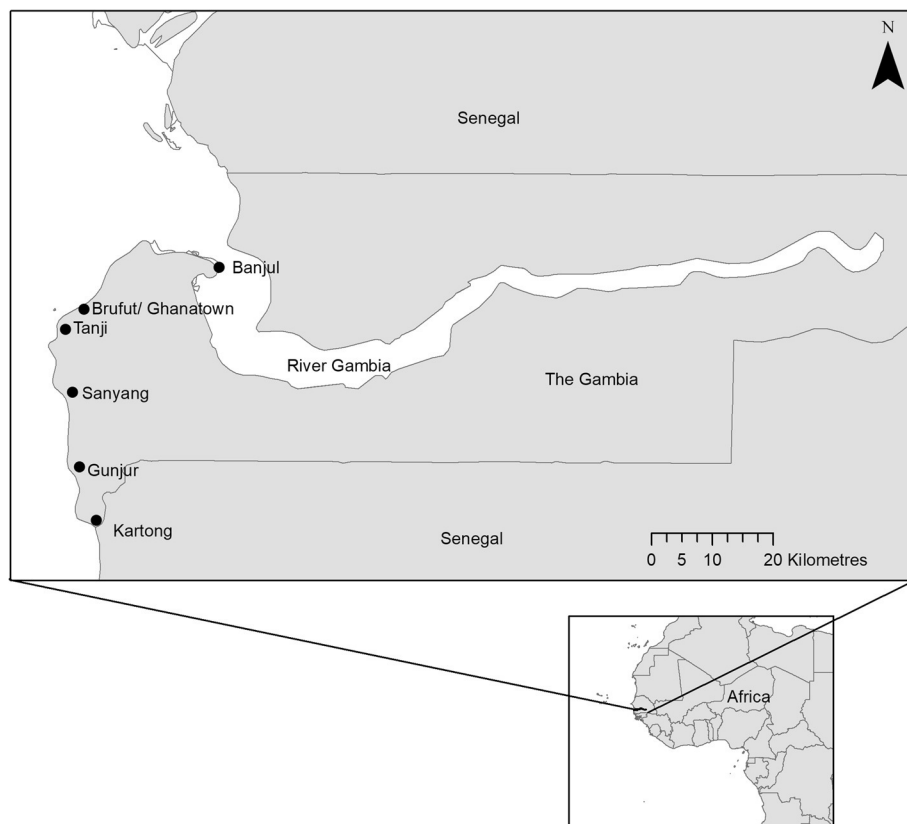 N
Senegal
Banjul
Brufut/ Ghanatown
Tanji
River Gambia
The Gambia
Sanyang
Gunjur
Kartong
Senegal
0 5 10 20 Kilometres
Africa